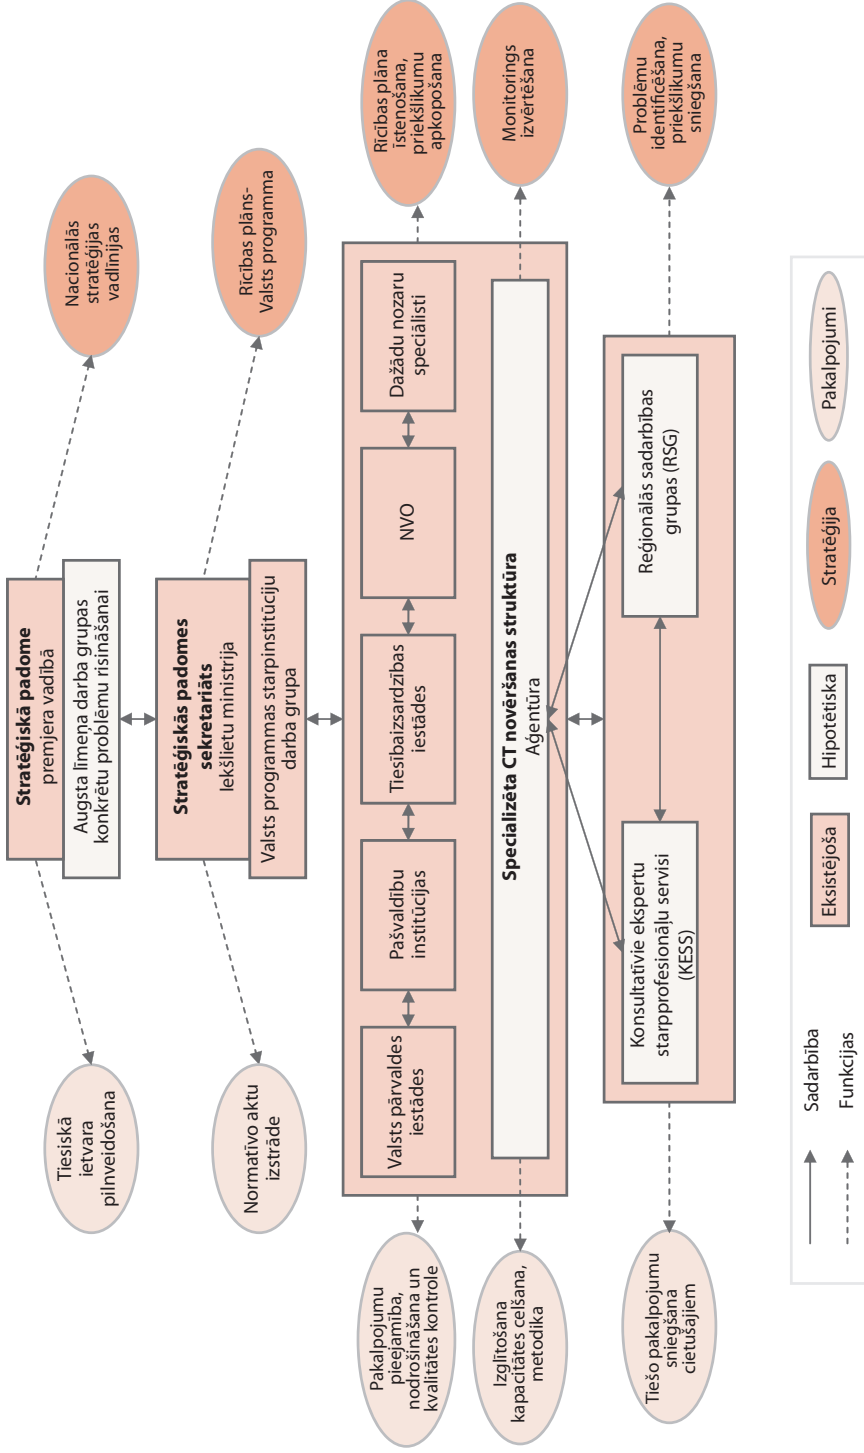 Stratēģiskā padome
premjera vadībā
Augsta līmeņa darba grupas
konkrētu problēmu risināšanai
Tiesiskā
ietvara
pilnveidošana
Nacionālās
stratēģijas
vadlīnijas
Stratēģiskās padomes
sekretariāts
Iekšlietu ministrija
Valsts programmas starpinstitūciju
darba grupa
Normatīvo aktu
izstrāde
Rīcības plāns-
Valsts programma
Pakalpojumu
pieejamība,
nodrošināšana un
kvalitātes kontrole
Valsts pārvaldes
iestādes
Pašvaldību
institūcijas
Tiesībaizsardzības
iestādes
NVO
Dažādu nozaru
speciālisti
Rīcības plāna
īstenošana,
priekšlikumu
apkopošana
Izglītošana
kapacitātes celšana,
metodika
Specializēta CT novēršanas struktūra
Aģentūra
Monitorings
izvērtēšana
Tiešo pakalpojumu
sniegšana
cietušajiem
Konsultatīvie ekspertu
starpprofesionāļu servisi
(KESS)
Reģionālās sadarbības
grupas (RSG)
Problēmu
identificēšana,
priekšlikumu
sniegšana
Sadarbība
Funkcijas
Eksistējoša
Hipotētiska
Stratēģija
Pakalpojumi